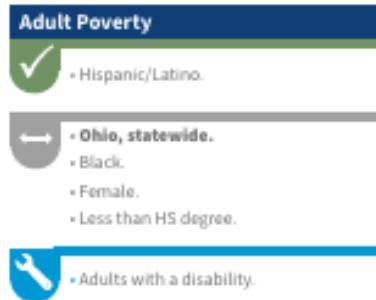 Adult Poverty
• Hispanic/Latino.
• Ohio, statewide.
• Black.
• Female.
• Less than HS degree.
• Adults with a disability.